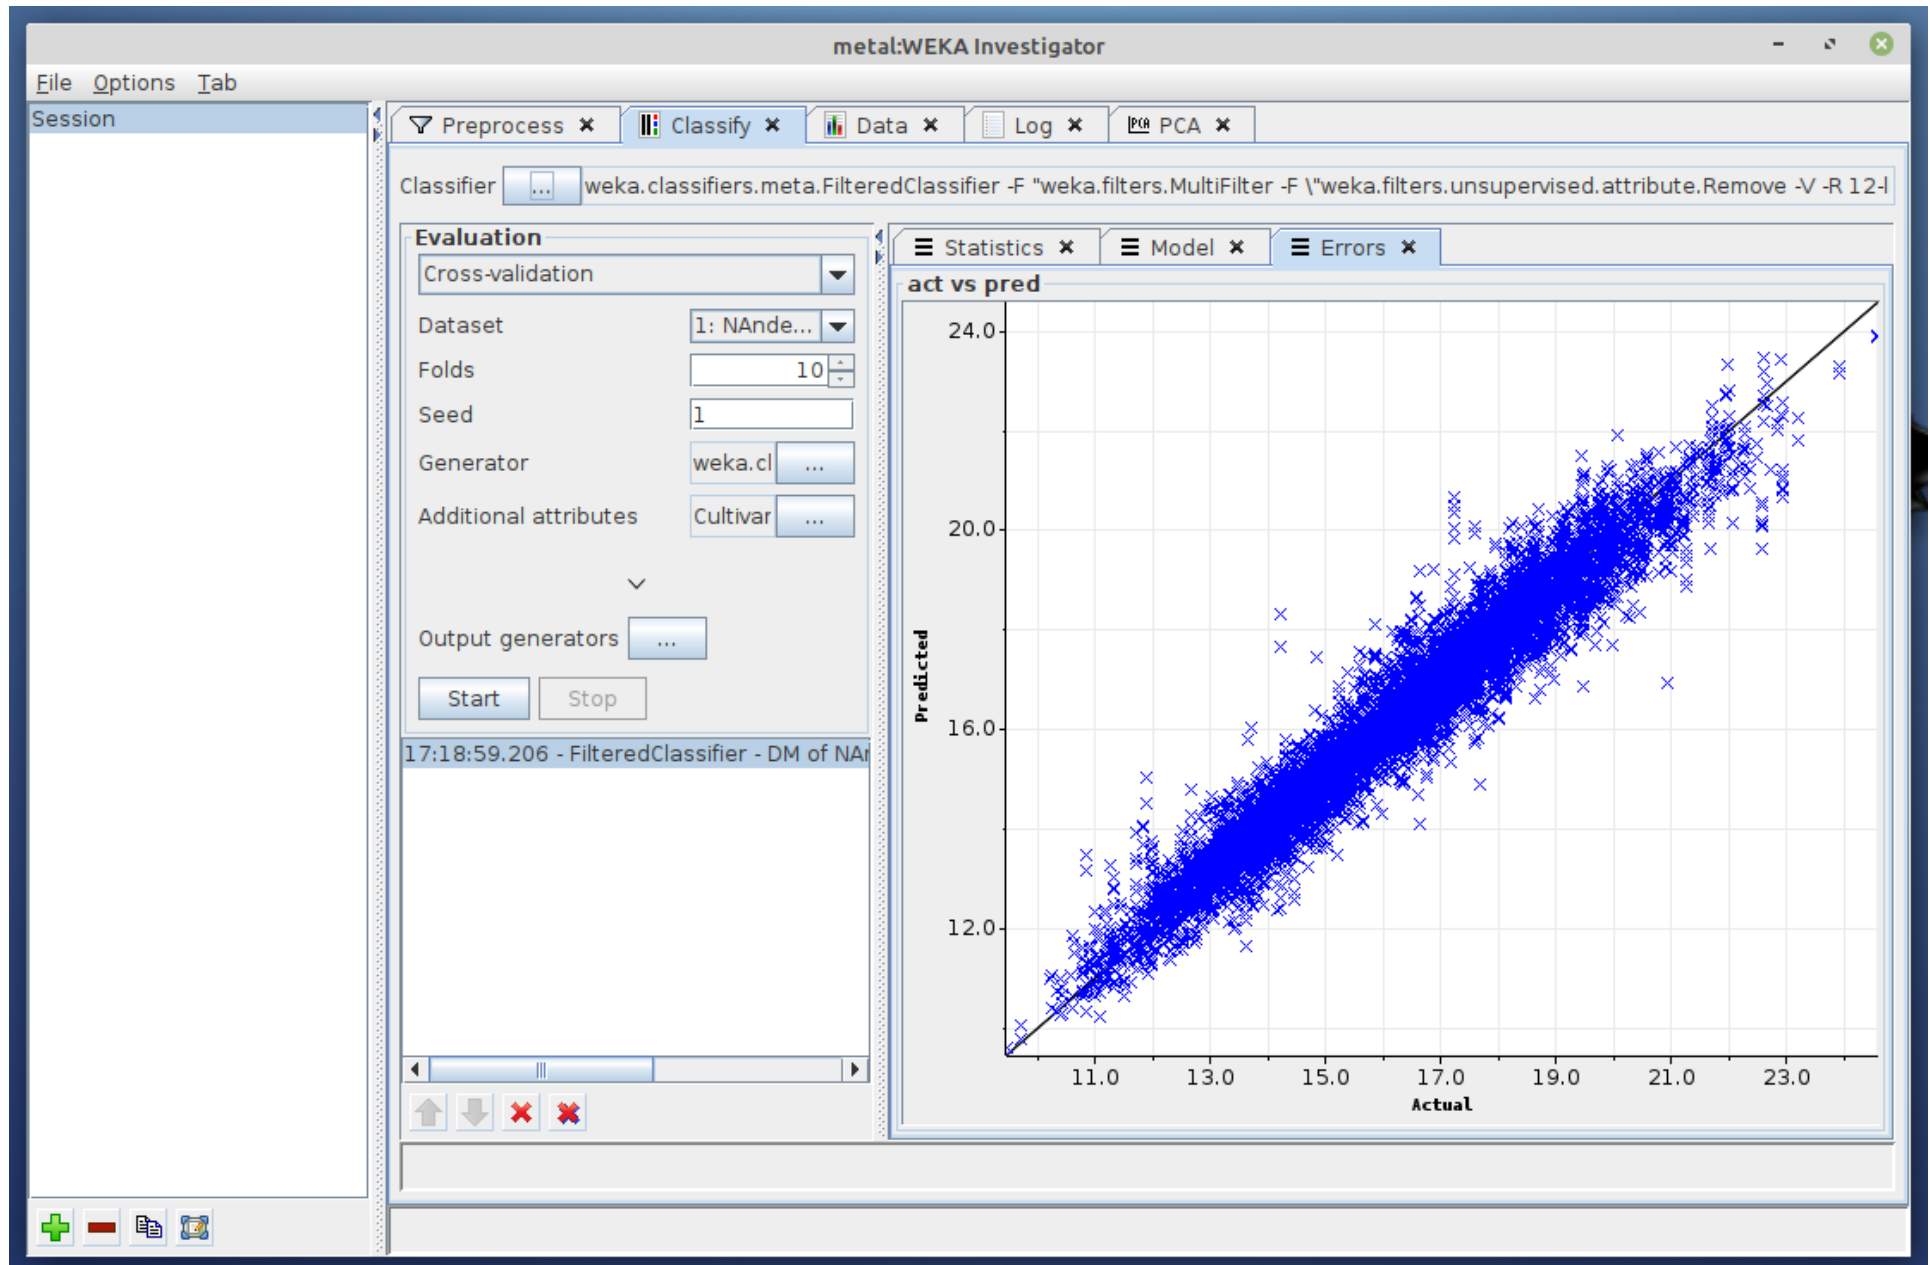 metal:WEKA Investigator
File Options Tab
Session
Preprocess Classify Data Log PCA PCA
Classifier ... weka.classifiers.meta.FilteredClassifier -F "weka.filters.MultiFilter -F \"weka.filters.unsupervised.attribute.Remove -V -R 12-l
Evaluation
Cross-validation
Dataset 1: NAnde...
Folds 10
Seed 1
Generator weka.cl ...
Additional attributes Cultivar ...
Output generators ...
Start Stop
17:18:59.206 - FilteredClassifier - DM of NAn
Statistics Model Errors
act vs pred
24.0
20.0
16.0
12.0
Predicted
11.0 13.0 15.0 17.0 19.0 21.0 23.0
Actual